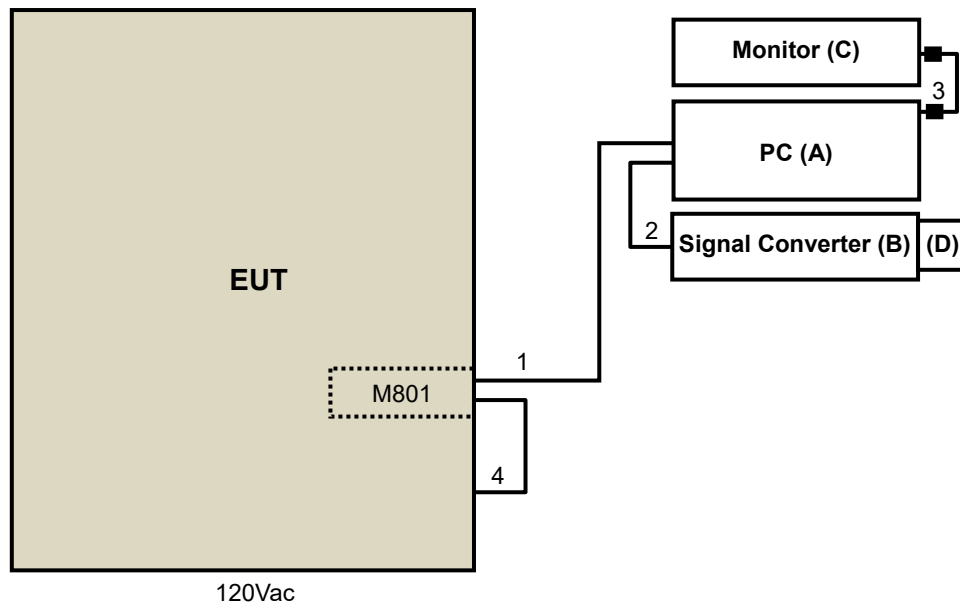 Monitor (C)
3
PC (A)
2
Signal Converter (B)
(D)
EUT
1
M801
4
120Vac